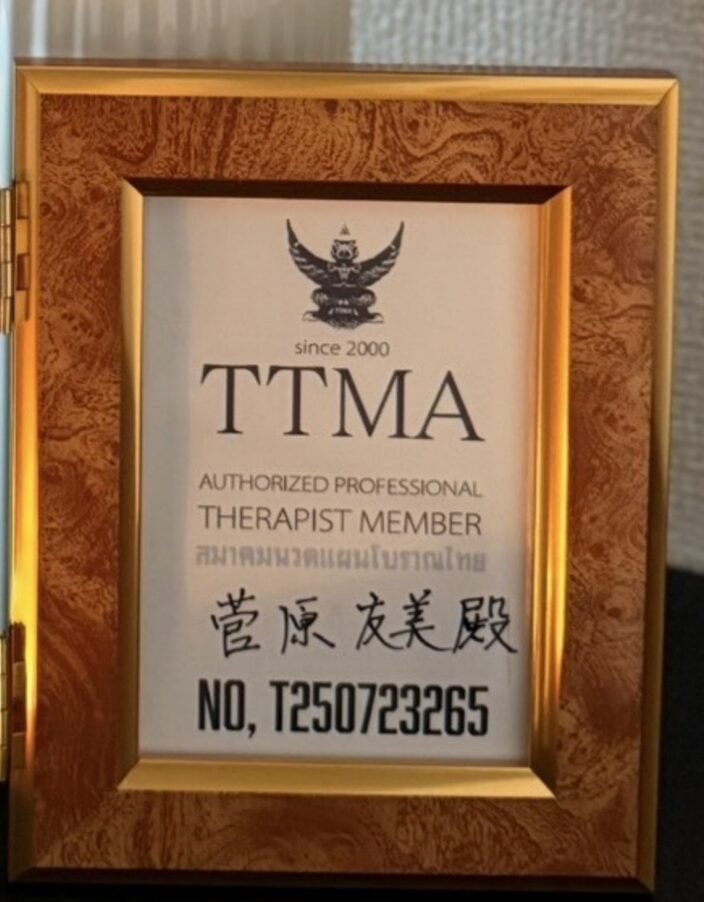 TTMA
since 2000
TTMA
AUTHORIZED PROFESSIONAL
THERAPIST MEMBER
สมาคมนวดแผนโบราณไทย
菅原 友美殿
NO, T250723265